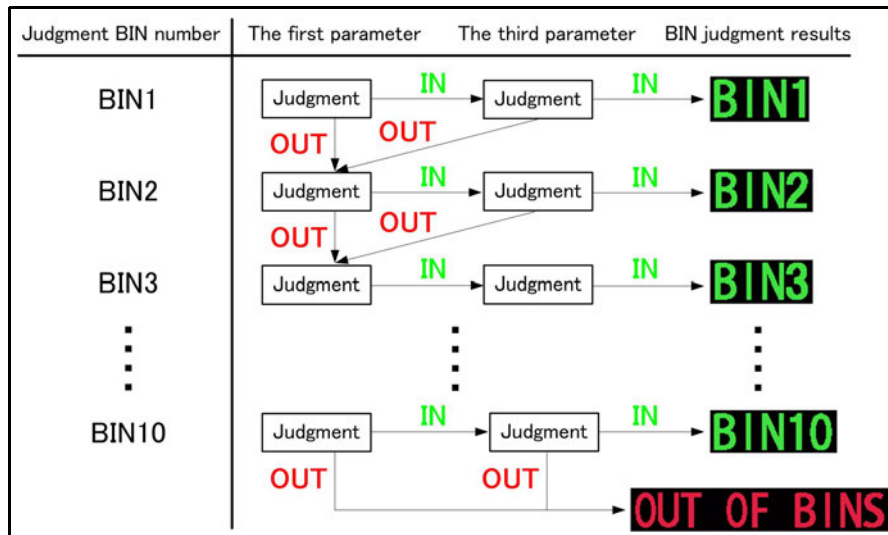 Judgment BIN number The first parameter The third parameter BIN judgment results
BIN1 Judgment IN Judgment IN BIN1
OUT OUT
BIN2 Judgment IN Judgment IN BIN2
OUT OUT
BIN3 Judgment IN Judgment IN BIN3
BIN10 Judgment IN Judgment IN BIN10
OUT OUT
OUT OF BINS